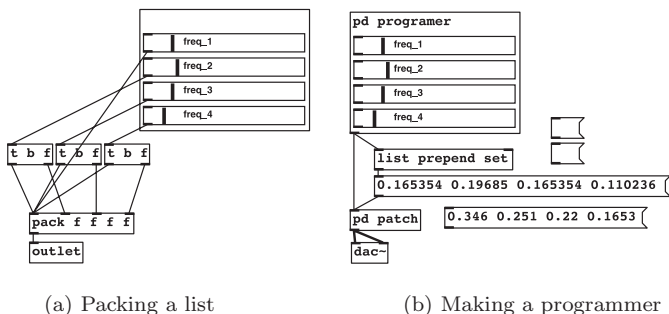 freq_1
freq_2
freq_3
freq_4
t b f t b f t b f
pack f f f f
outlet
(a) Packing a list
pd programer
freq_1
freq_2
freq_3
freq_4
list prepend set
0.165354 0.19685 0.165354 0.110236
pd patch
0.346 0.251 0.22 0.1653
dac~
(b) Making a programmer